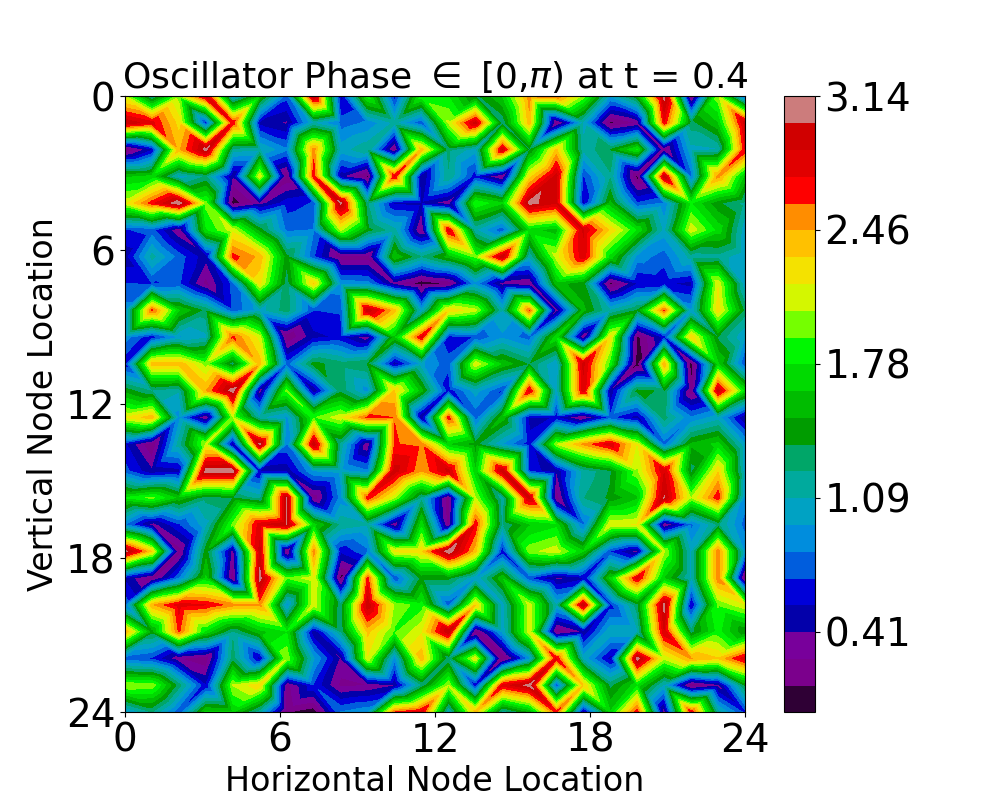 Oscillator Phase ∈ [0,π) at t = 0.4
0
6
12
18
24
Vertical Node Location
0 6 12 18 24
Horizontal Node Location
3.14
2.46
1.78
1.09
0.41